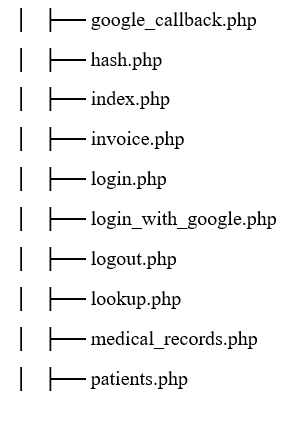 │ ├── google_callback.php
│ ├── hash.php
│ ├── index.php
│ ├── invoice.php
│ ├── login.php
│ ├── login_with_google.php
│ ├── logout.php
│ ├── lookup.php
│ ├── medical_records.php
│ ├── patients.php